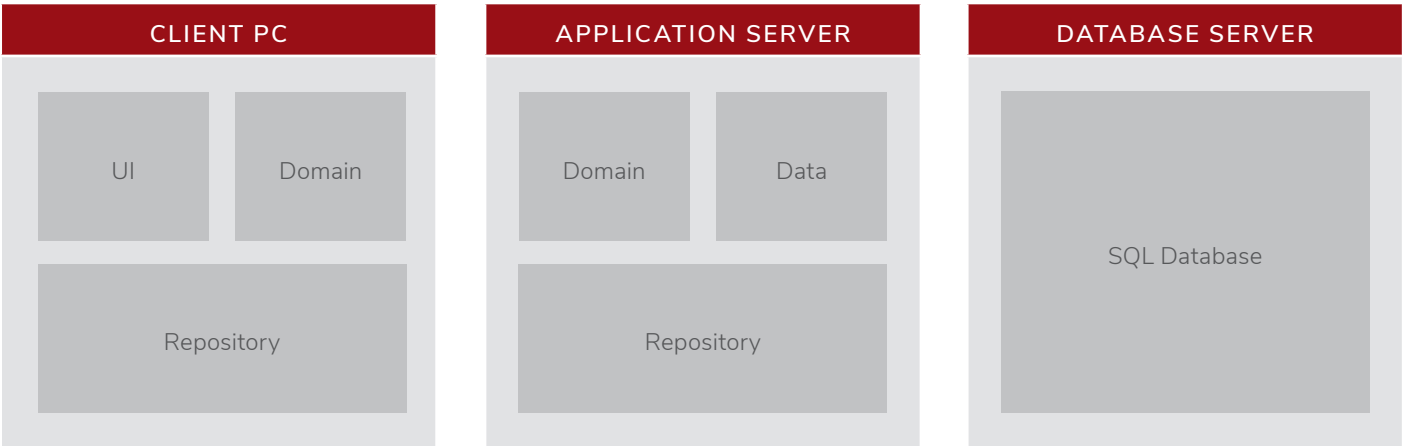 CLIENT PC
UI
Domain
Repository
APPLICATION SERVER
Domain
Data
Repository
DATABASE SERVER
SQL Database